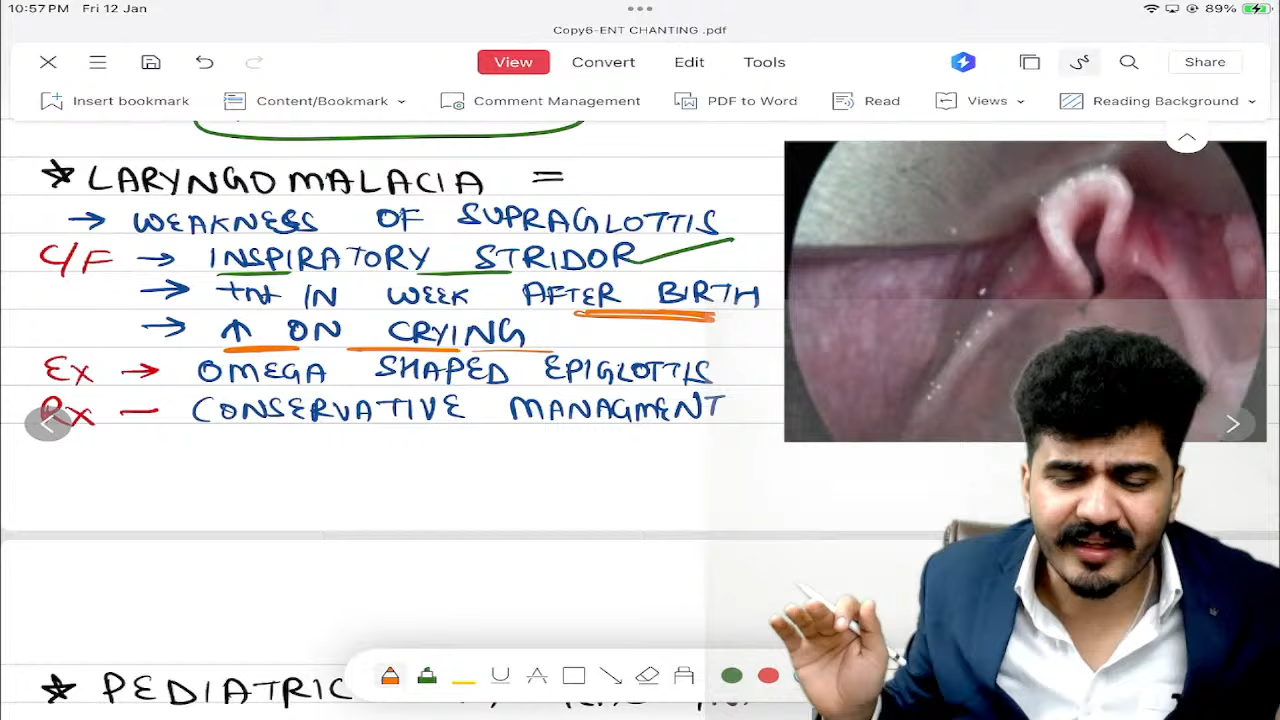 10:57 PM Fri 12 Jan
89%
Copy6-ENT CHANTING .pdf
View Convert Edit Tools
Share
Insert bookmark
Content/Bookmark
Comment Management
PDF to Word
Read
Views
Reading Background
★ LARYNGOMALACIA =
→ WEAKNESS OF SUPRAGLOTTIS
C/F → INSPIRATORY STRIDOR
→ +nt IN WEEK AFTER BIRTH
→ ↑ ON CRYING
Ex → OMEGA SHAPED EPIGLOTTIS
Rx — CONSERVATIVE MANAGMENT
★ PEDIATRIC